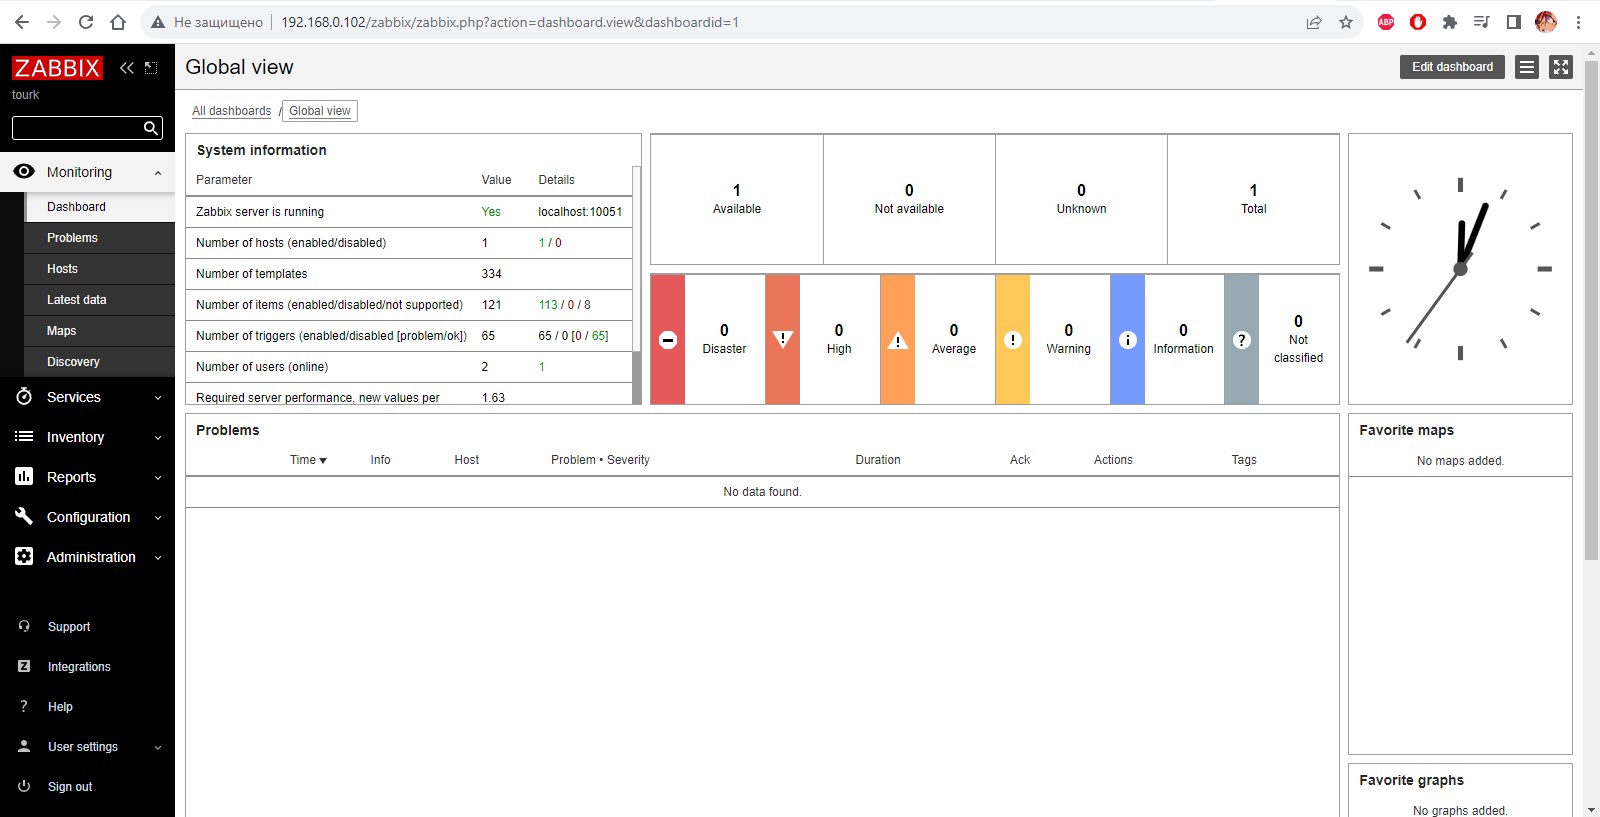 Не защищено 192.168.0.102/zabbix/zabbix.php?action=dashboard.view&dashboardid=1
ABP
ZABBIX
tourk
Monitoring
Dashboard
Problems
Hosts
Latest data
Maps
Discovery
Services
Inventory
Reports
Configuration
Administration
Support
Z Integrations
? Help
User settings
Sign out
Global view
Edit dashboard
All dashboards / Global view
System information
Parameter Value Details
Zabbix server is running Yes localhost:10051
Number of hosts (enabled/disabled) 1 1 / 0
Number of templates 334
Number of items (enabled/disabled/not supported) 121 113 / 0 / 8
Number of triggers (enabled/disabled [problem/ok]) 65 65 / 0 [0 / 65]
Number of users (online) 2 1
Required server performance, new values per 1.63
1 Available
0 Not available
0 Unknown
1 Total
0 Disaster
! 0 High
! 0 Average
! 0 Warning
i 0 Information
? 0 Not
classified
Problems
Time Info Host Problem • Severity Duration Ack Actions Tags
No data found.
Favorite maps
No maps added.
Favorite graphs
No graphs added.